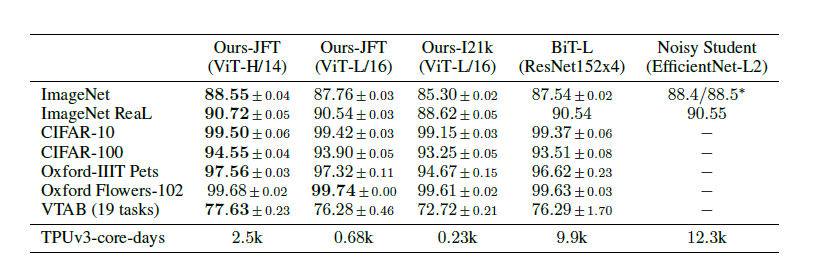 Ours-JFT Ours-JFT Ours-I21k BiT-L Noisy Student
(ViT-H/14) (ViT-L/16) (ViT-L/16) (ResNet152x4) (EfficientNet-L2)
ImageNet 88.55 ± 0.04 87.76 ± 0.03 85.30 ± 0.02 87.54 ± 0.02 88.4/88.5*
ImageNet ReaL 90.72 ± 0.05 90.54 ± 0.03 88.62 ± 0.05 90.54 90.55
CIFAR-10 99.50 ± 0.06 99.42 ± 0.03 99.15 ± 0.03 99.37 ± 0.06 −
CIFAR-100 94.55 ± 0.04 93.90 ± 0.05 93.25 ± 0.05 93.51 ± 0.08 −
Oxford-IIIT Pets 97.56 ± 0.03 97.32 ± 0.11 94.67 ± 0.15 96.62 ± 0.23 −
Oxford Flowers-102 99.68 ± 0.02 99.74 ± 0.00 99.61 ± 0.02 99.63 ± 0.03 −
VTAB (19 tasks) 77.63 ± 0.23 76.28 ± 0.46 72.72 ± 0.21 76.29 ± 1.70 −
TPUv3-core-days 2.5k 0.68k 0.23k 9.9k 12.3k